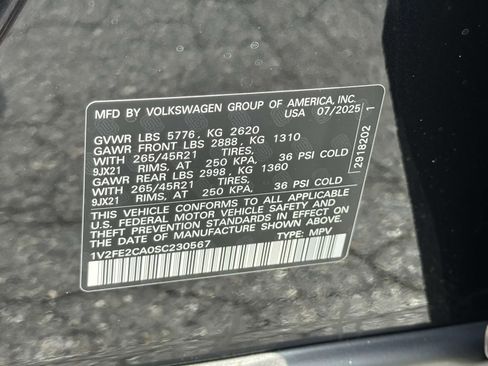 MFD BY VOLKSWAGEN GROUP OF AMERICA, INC.
USA 07/2025
GVWR LBS 5776, KG 2620
GAWR FRONT LBS 2888, KG 1310
WITH 265/45R21 TIRES,
9JX21 RIMS, AT 250 KPA, 36 PSI COLD
GAWR REAR LBS 2998, KG 1360
WITH 265/45R21 TIRES,
9JX21 RIMS, AT 250 KPA, 36 PSI COLD
THIS VEHICLE CONFORMS TO ALL APPLICABLE
U.S. FEDERAL MOTOR VEHICLE SAFETY AND
THEFT PREVENTION STANDARDS IN EFFECT ON
THE DATE OF MANUFACTURE SHOWN ABOVE.
1V2FE2CA0SC230567 TYPE: MPV
2918202 1